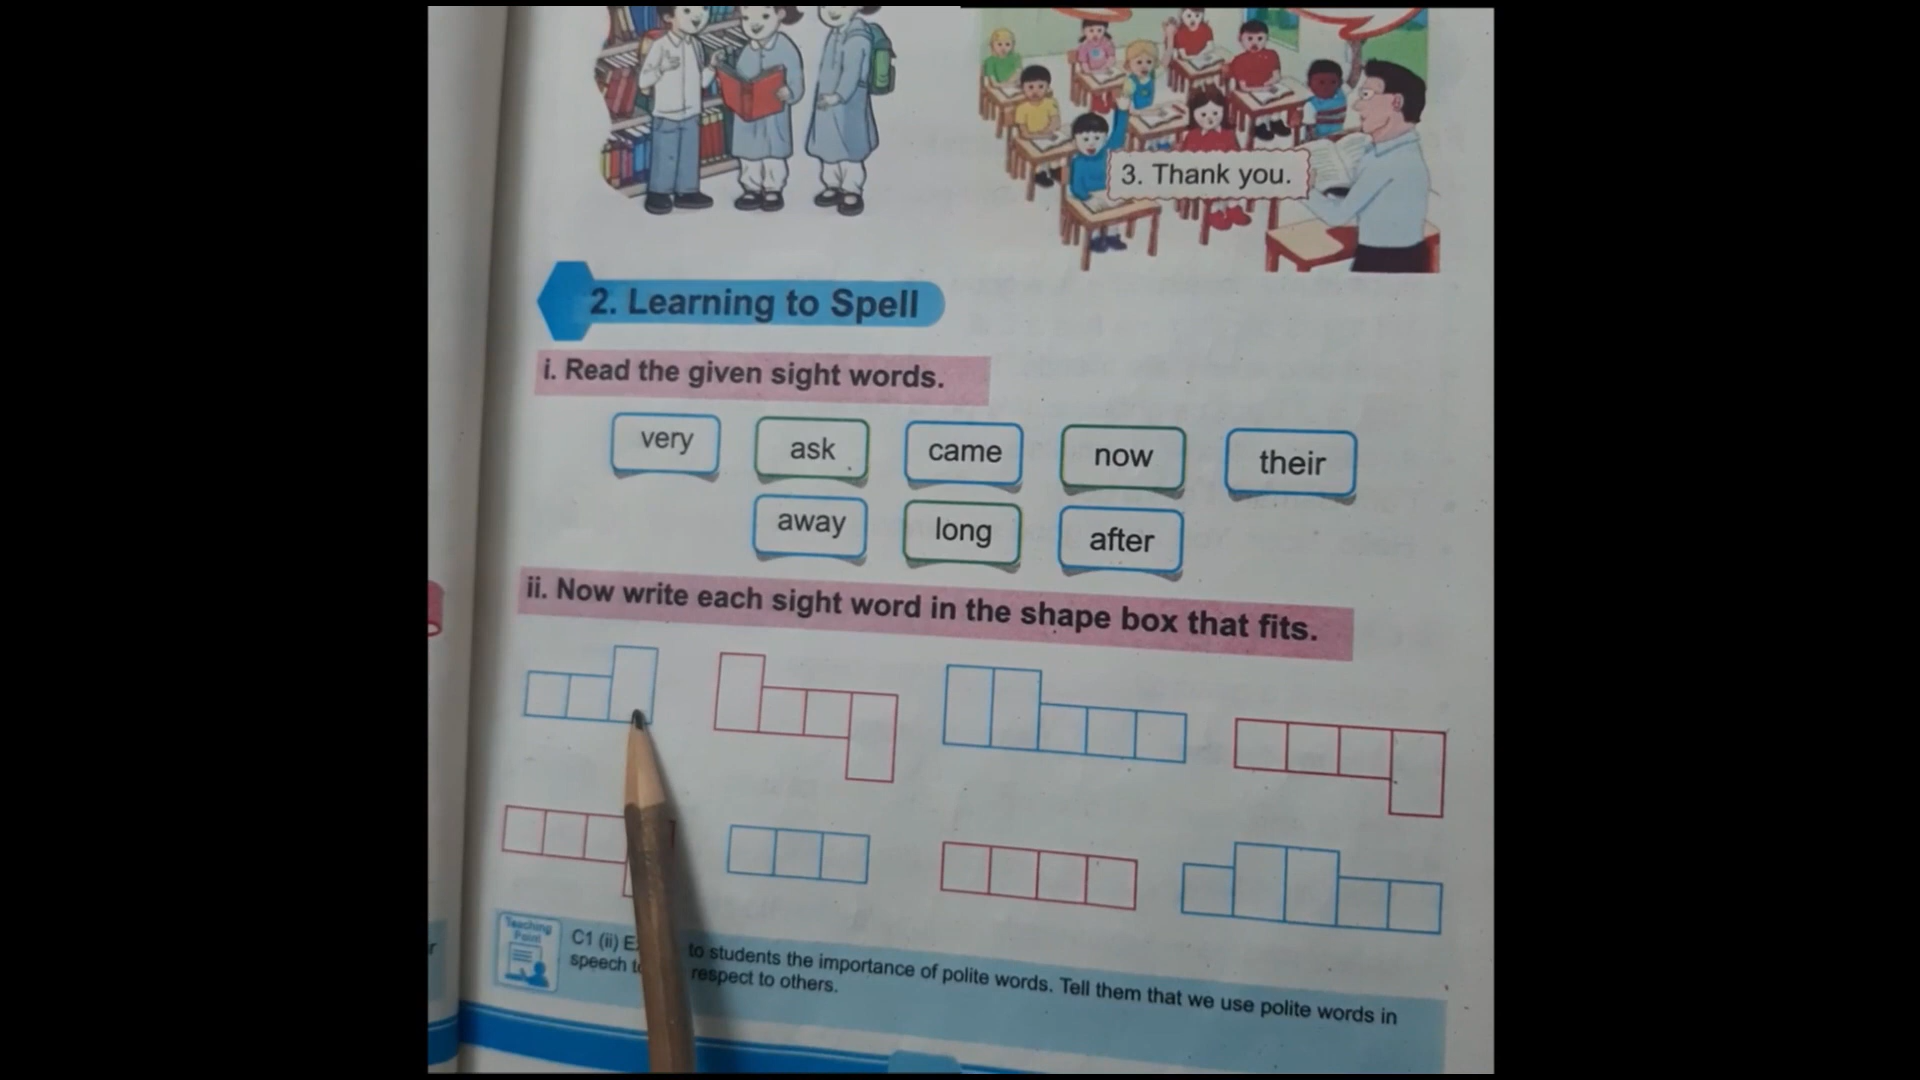 3. Thank you.
2. Learning to Spell
i. Read the given sight words.
very ask came now their
away long after
ii. Now write each sight word in the shape box that fits.
Teaching
Point
C1 (ii) to students the importance of polite words. Tell them that we use polite words in
speech respect to others.